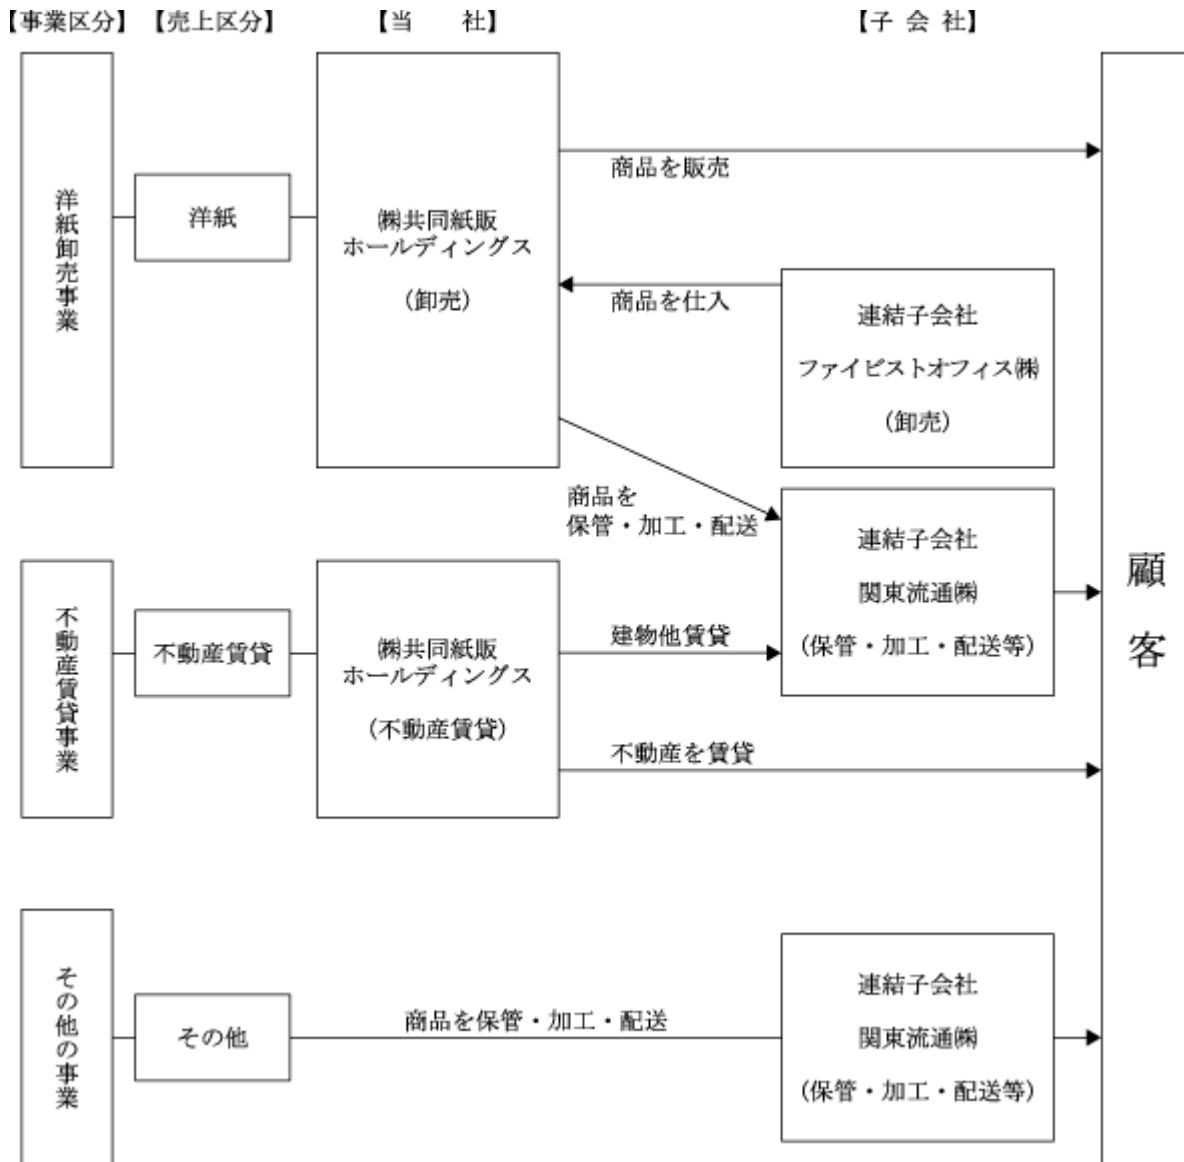 【事業区分】 【売上区分】 【当 社】 【子 会 社】
洋紙卸売事業
洋紙
㈱共同紙販
ホールディングス
(卸売)
商品を販売
商品を仕入
連結子会社
ファイビストオフィス㈱
(卸売)
商品を
保管・加工・配送
連結子会社
関東流通㈱
(保管・加工・配送等)
顧客
不動産賃貸事業
不動産賃貸
㈱共同紙販
ホールディングス
(不動産賃貸)
建物他賃貸
不動産を賃貸
その他の事業
その他
商品を保管・加工・配送
連結子会社
関東流通㈱
(保管・加工・配送等)